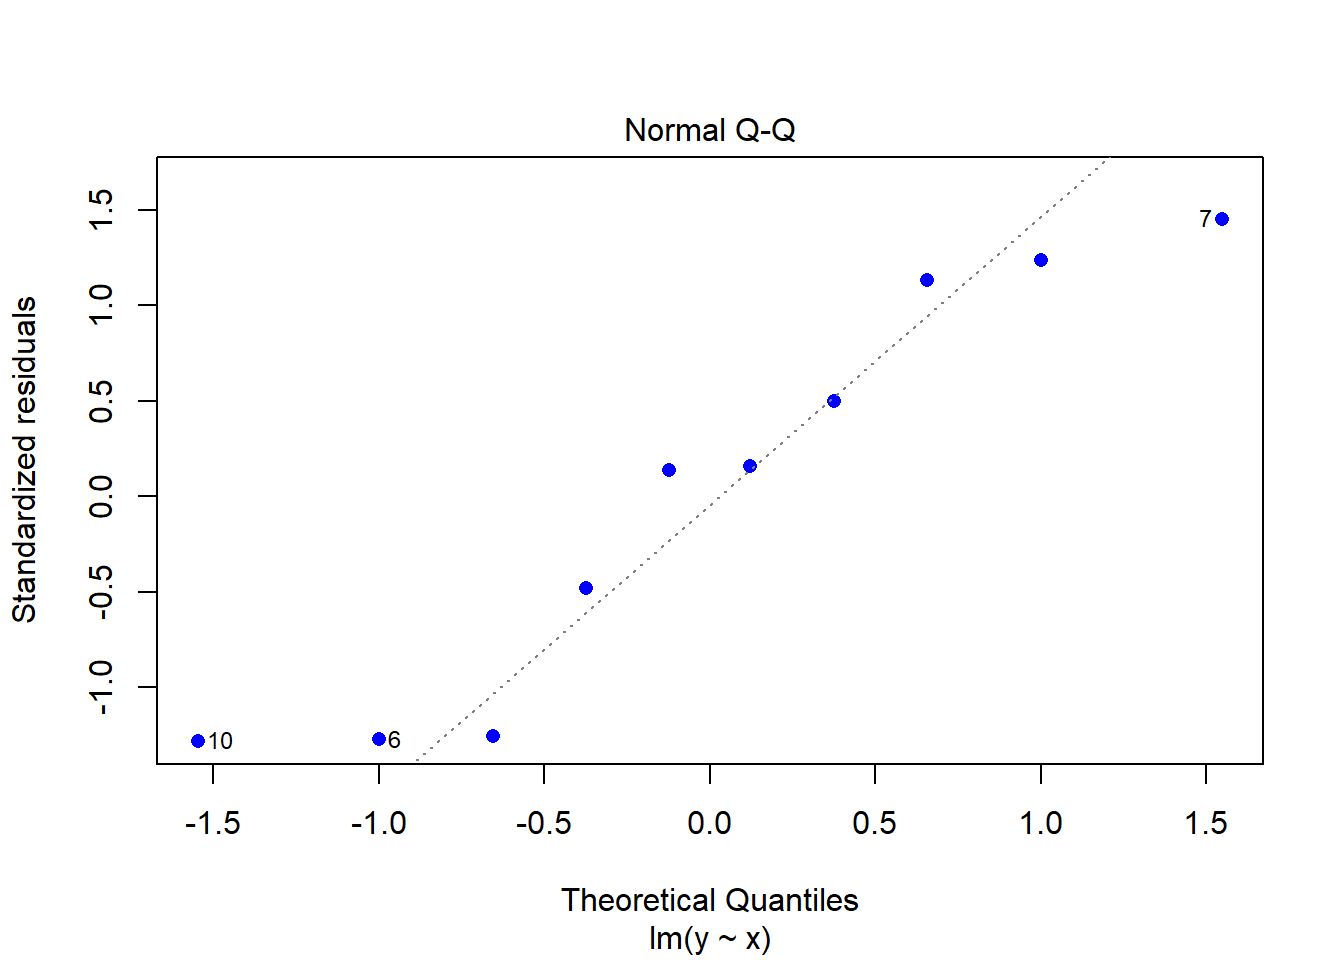 Normal Q-Q
Standardized residuals
1.5
1.0
0.5
0.0
-0.5
-1.0
7
10
6
-1.5 -1.0 -0.5 0.0 0.5 1.0 1.5
Theoretical Quantiles
lm(y ~ x)